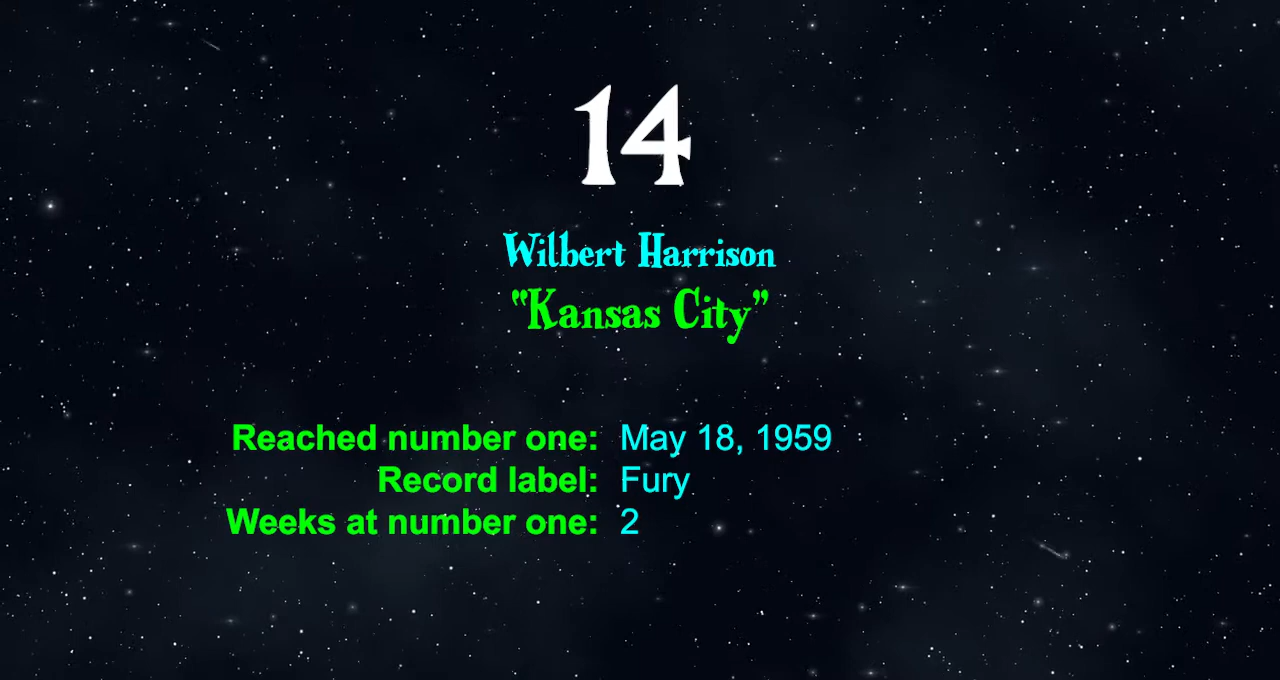 14
Wilbert Harrison
“Kansas City”
Reached number one: May 18, 1959
Record label: Fury
Weeks at number one: 2